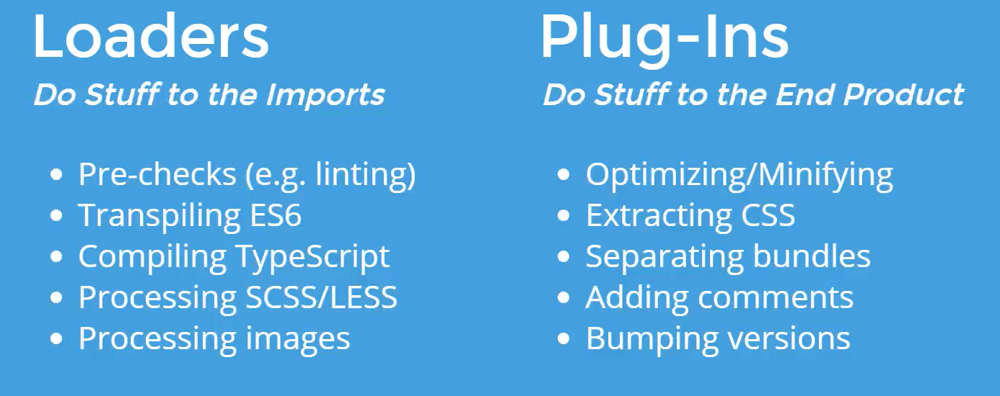 Loaders
Do Stuff to the Imports
• Pre-checks (e.g. linting)
• Transpiling ES6
• Compiling TypeScript
• Processing SCSS/LESS
• Processing images
Plug-Ins
Do Stuff to the End Product
• Optimizing/Minifying
• Extracting CSS
• Separating bundles
• Adding comments
• Bumping versions